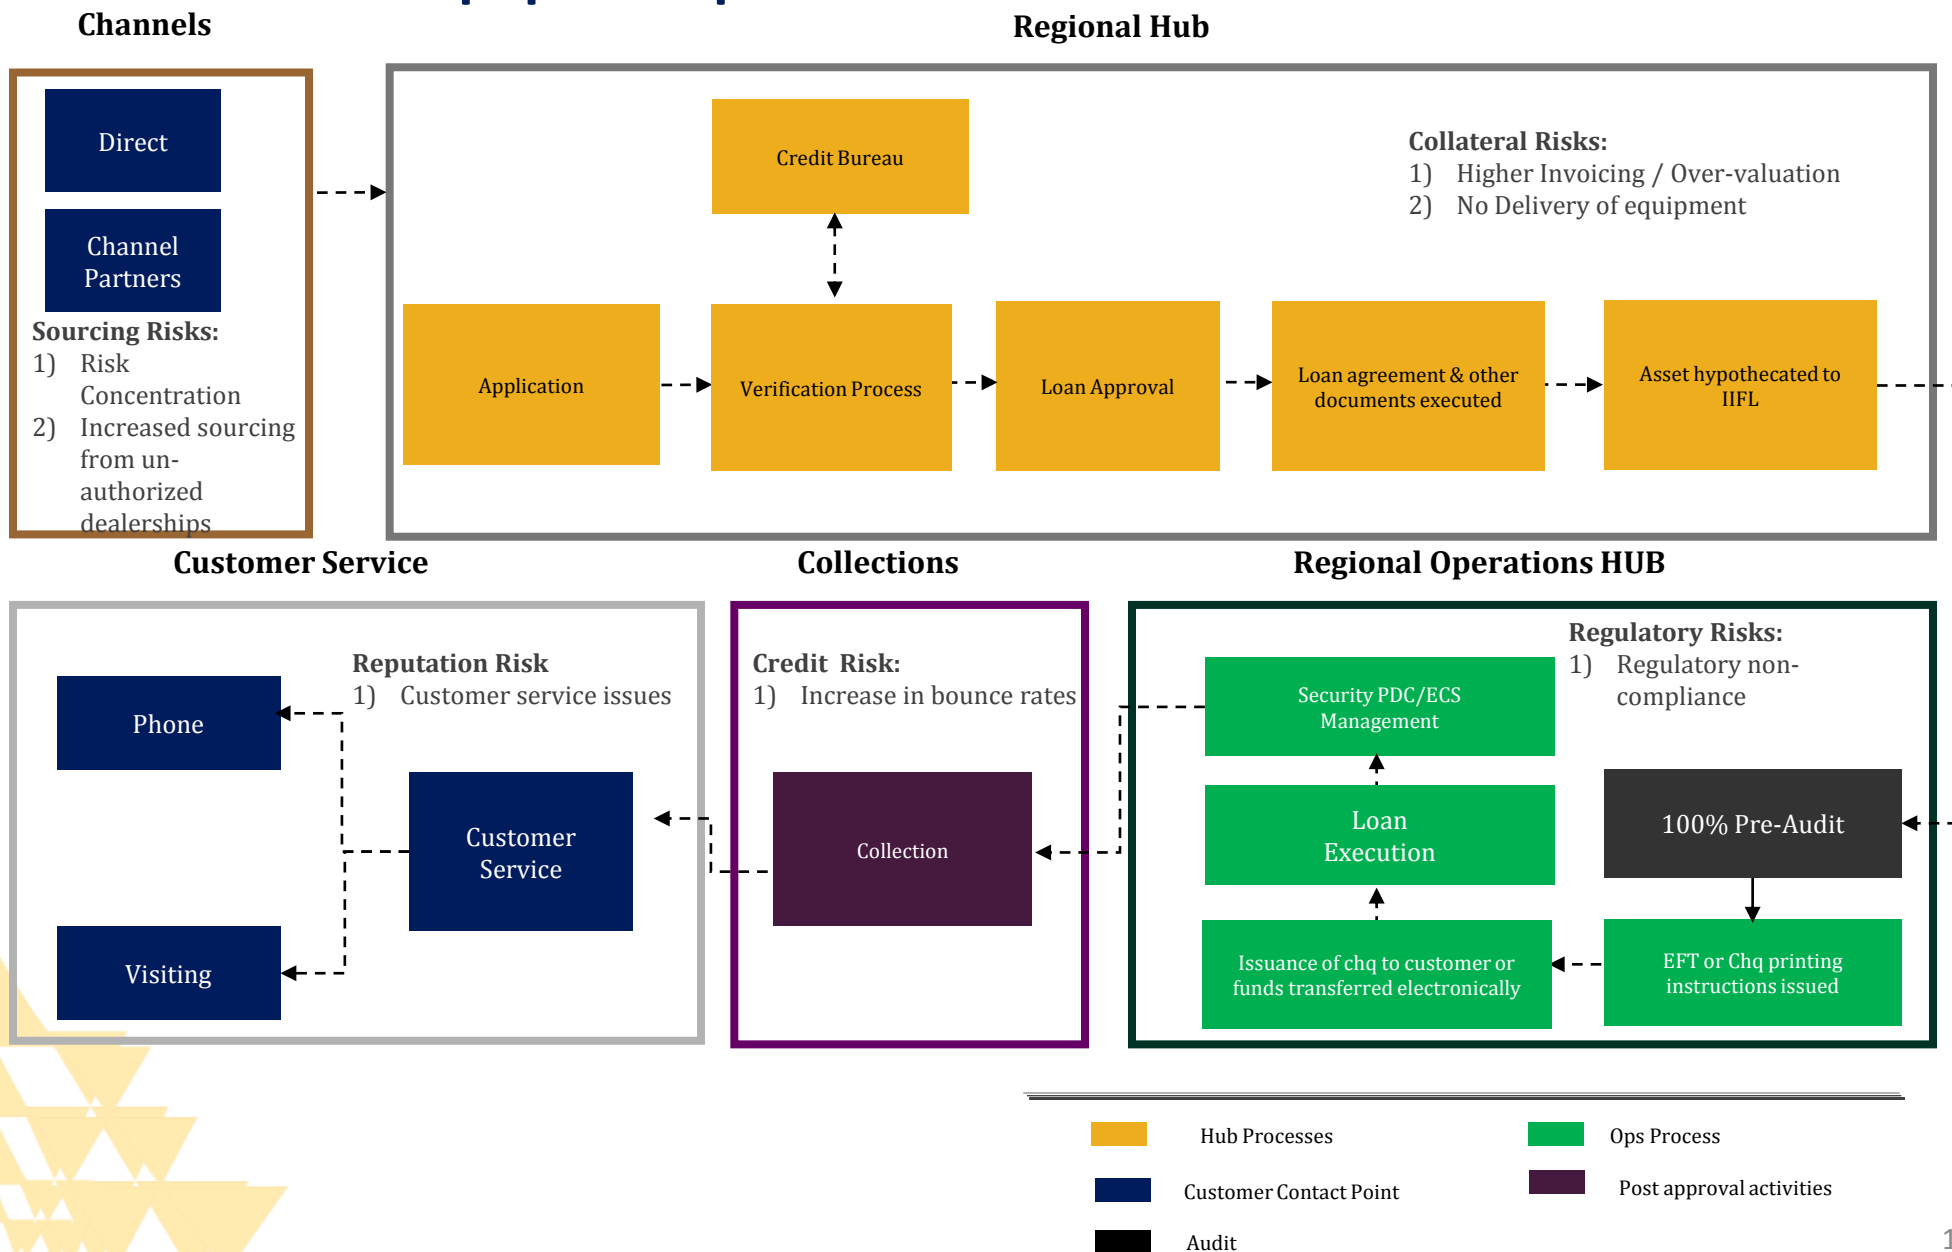 Channels
Regional Hub
Direct
Channel
Partners
Sourcing Risks:
1) Risk
Concentration
2) Increased sourcing
from un-
authorized
dealerships
Credit Bureau
Collateral Risks:
1) Higher Invoicing / Over-valuation
2) No Delivery of equipment
Application
Verification Process
Loan Approval
Loan agreement & other
documents executed
Asset hypothecated to
IIFL
Customer Service
Collections
Regional Operations HUB
Reputation Risk
1) Customer service issues
Phone
Customer
Service
Visiting
Credit Risk:
1) Increase in bounce rates
Collection
Regulatory Risks:
1) Regulatory non-
compliance
Security PDC/ECS
Management
Loan
Execution
100% Pre-Audit
Issuance of chq to customer or
funds transferred electronically
EFT or Chq printing
instructions issued
Hub Processes
Ops Process
Customer Contact Point
Post approval activities
Audit
1